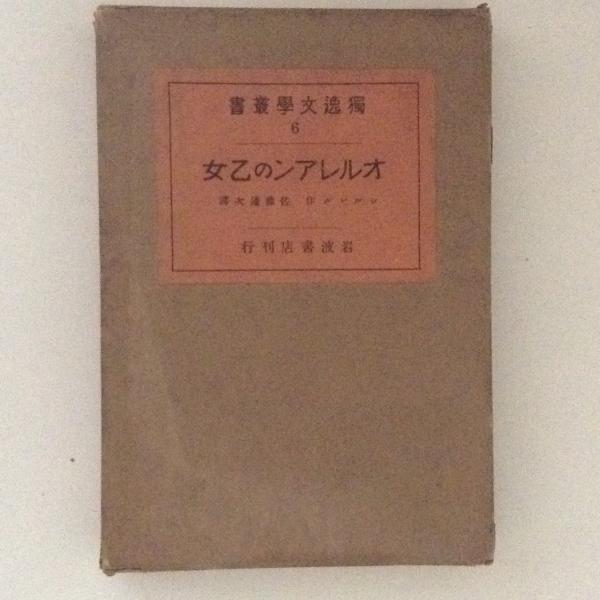 獨逸文學叢書
6
オルレアンの乙女
シルレル作 佐藤通次譯
岩波書店刊行